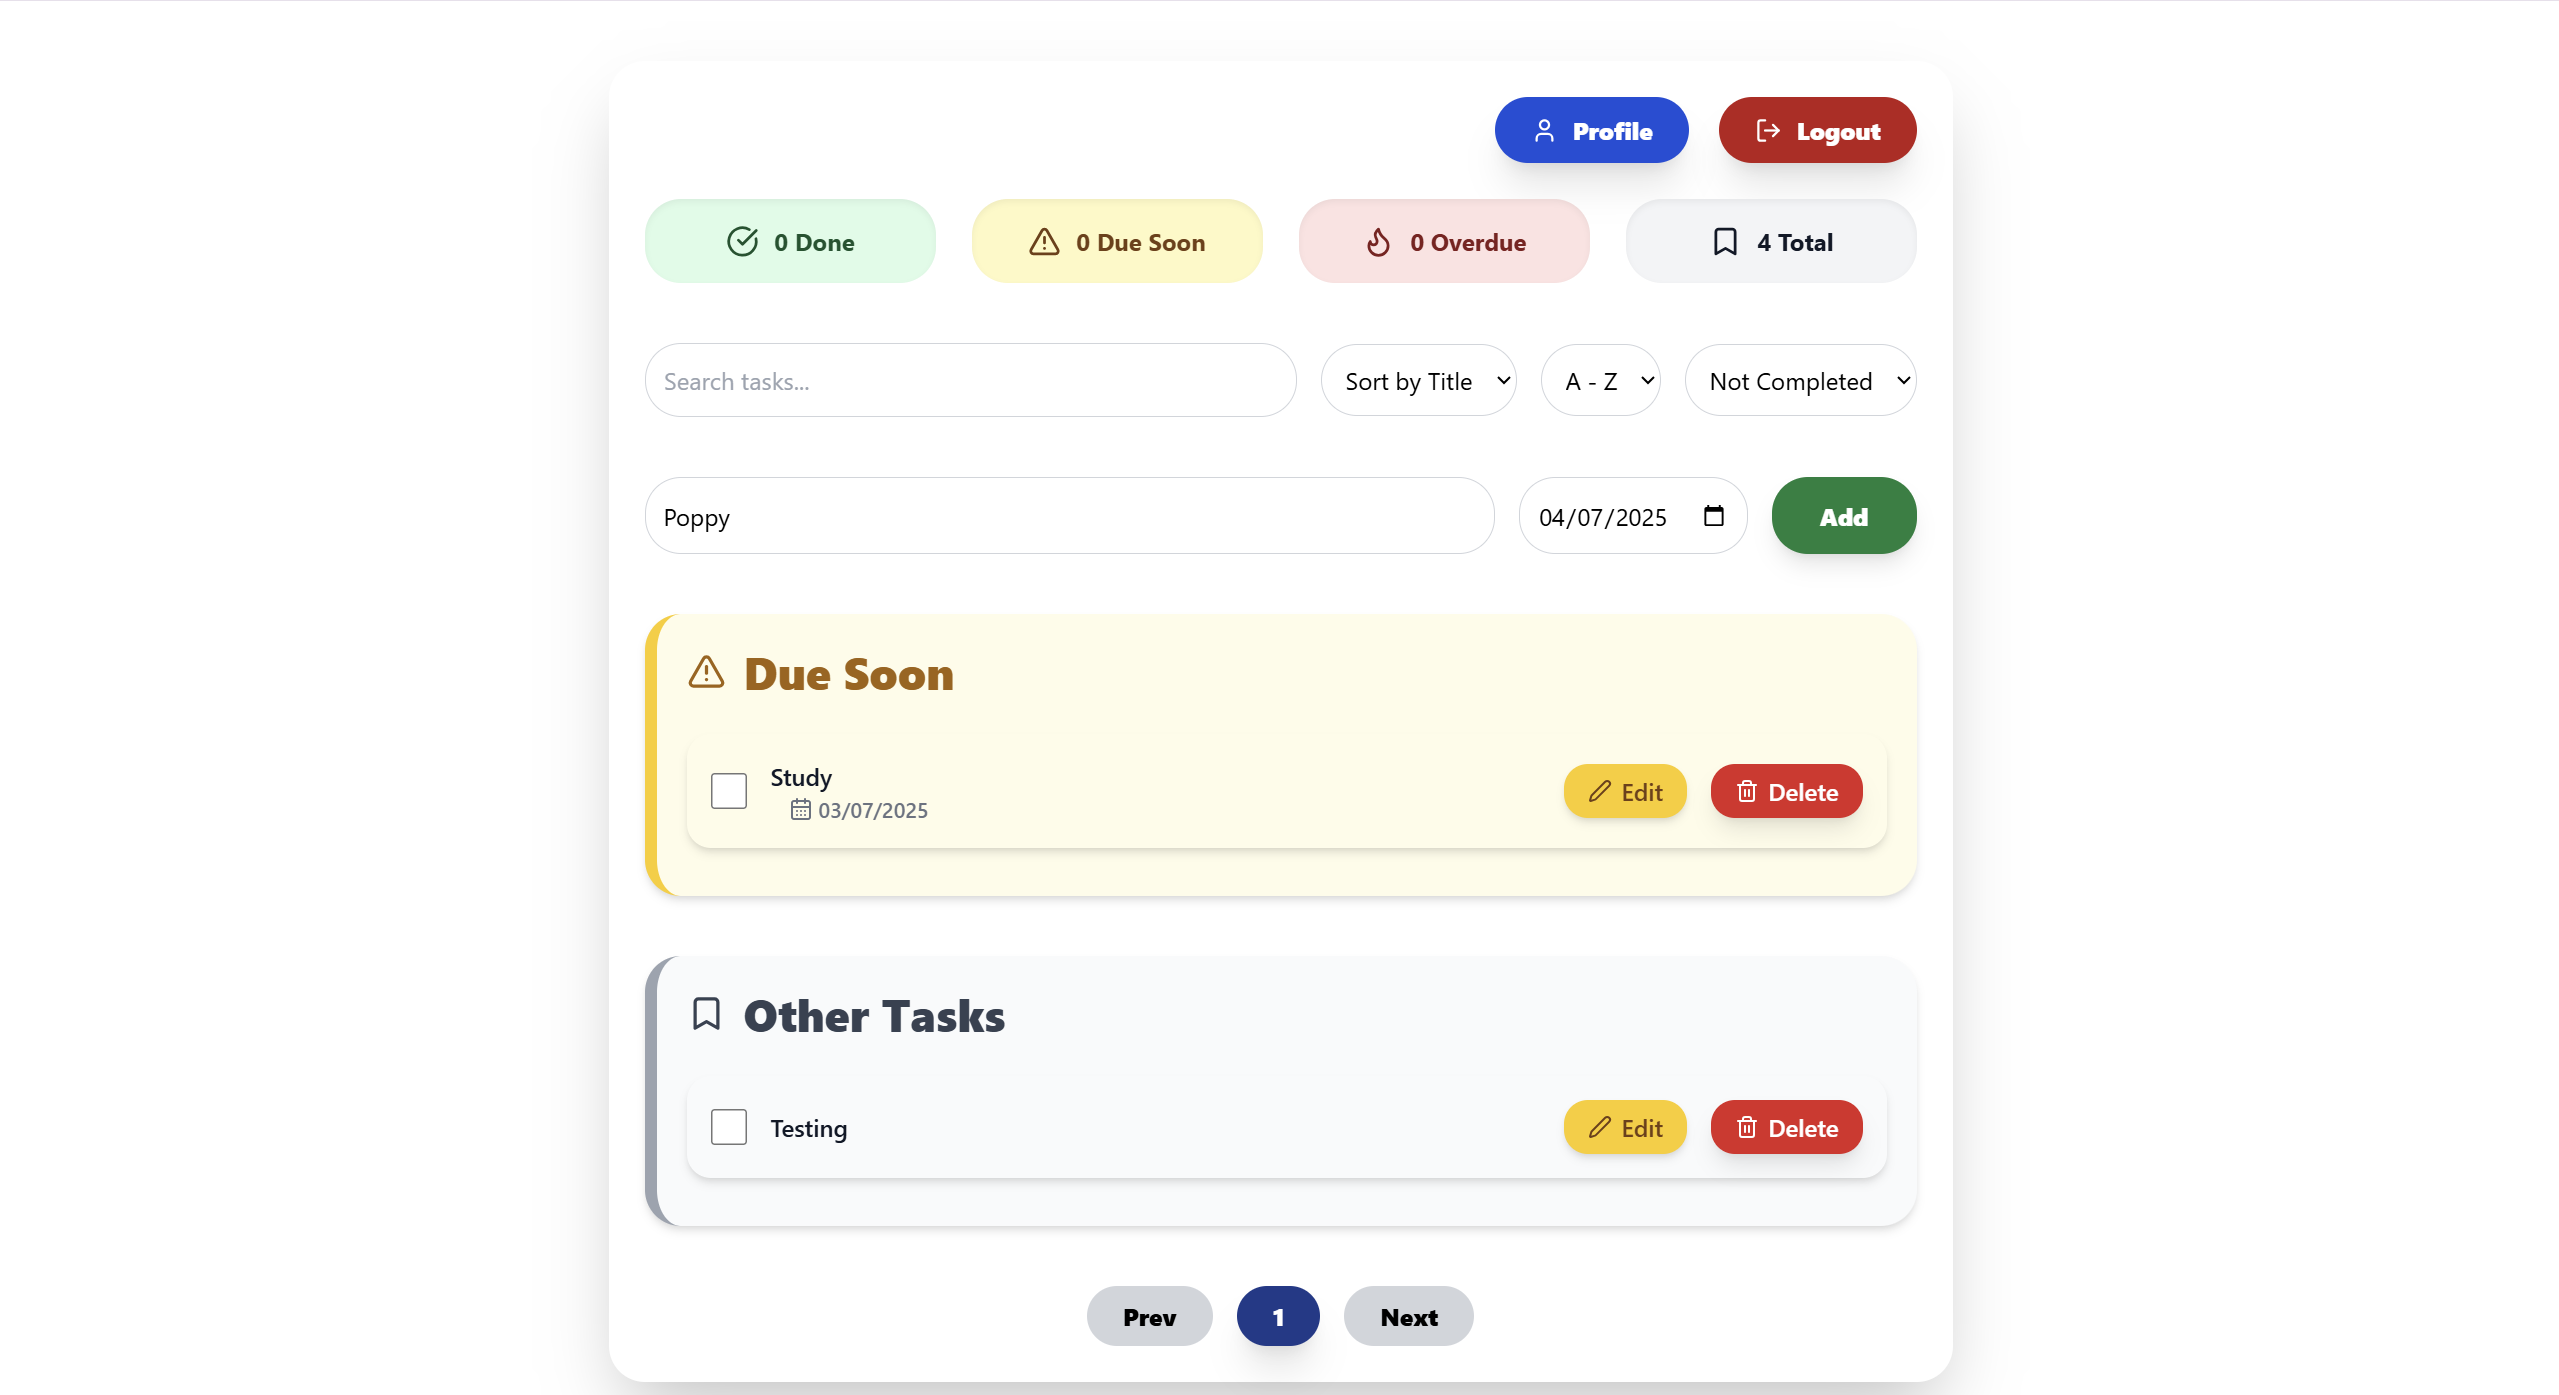 Profile
Logout
0 Done
0 Due Soon
0 Overdue
4 Total
Search tasks...
Sort by Title
A - Z
Not Completed
Poppy
04/07/2025
Add
Due Soon
Study
03/07/2025
Edit
Delete
Other Tasks
Testing
Edit
Delete
Prev
1
Next